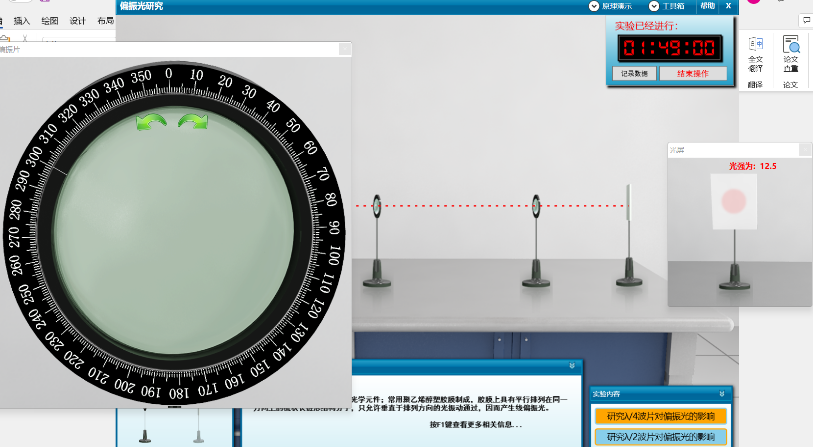 偏振光研究
原理演示
工具箱
帮助
X
插入 绘图 设计 布局
偏振片
实验已经进行:
01:49:00
记录数据
结束操作
全文
翻译
论文
查重
翻译
论文
光屏
光强为: 12.5
0 10 20 30 40 50 60 70 80 90 100 110 120 130 140 150 160 170 180 190 200 210 220 230 240 250 260 270 280 290 300 310 320 330 340 350
光学元件; 常用聚乙烯醇塑胶膜制成, 胶膜上具有平行排列在同一
只允许垂直于排列方向的光振动通过, 因而产生线偏振光。
按F1键查看更多相关信息...
实验内容
研究λ/4波片对偏振光的影响
研究λ/2波片对偏振光的影响